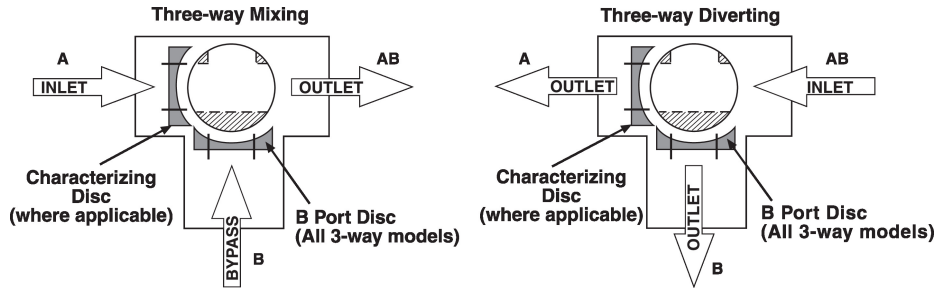 Three-way Mixing
A
INLET
AB
OUTLET
Characterizing
Disc
(where applicable)
B Port Disc
(All 3-way models)
BYPASS
B
Three-way Diverting
A
OUTLET
AB
INLET
Characterizing
Disc
(where applicable)
B Port Disc
(All 3-way models)
OUTLET
B